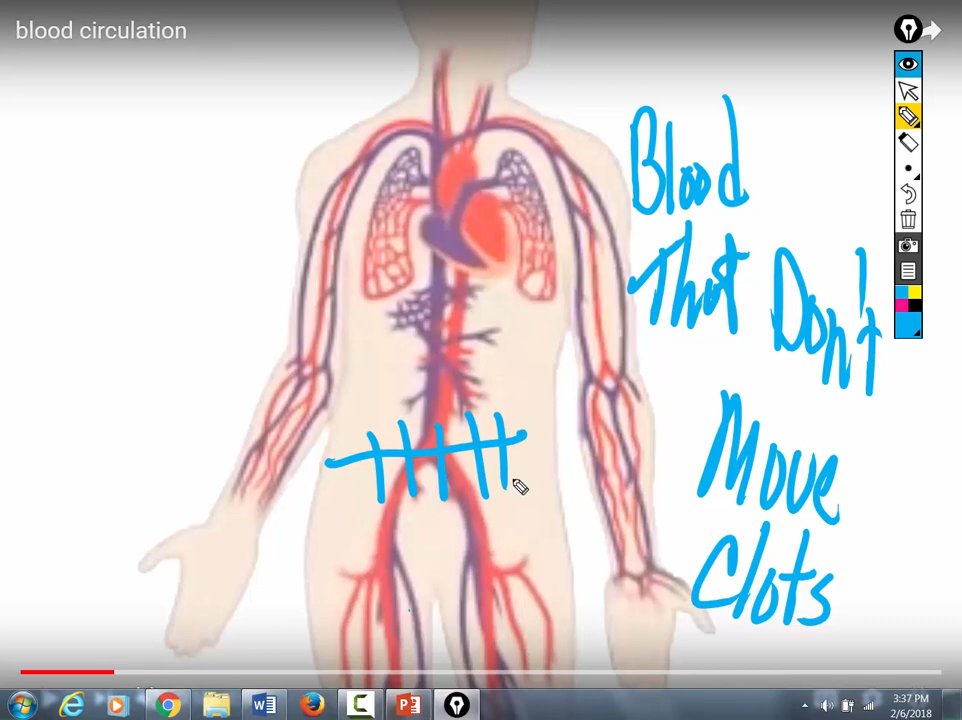 blood circulation
Blood
That Don't
Move
Clots
3:37 PM
2/6/2018